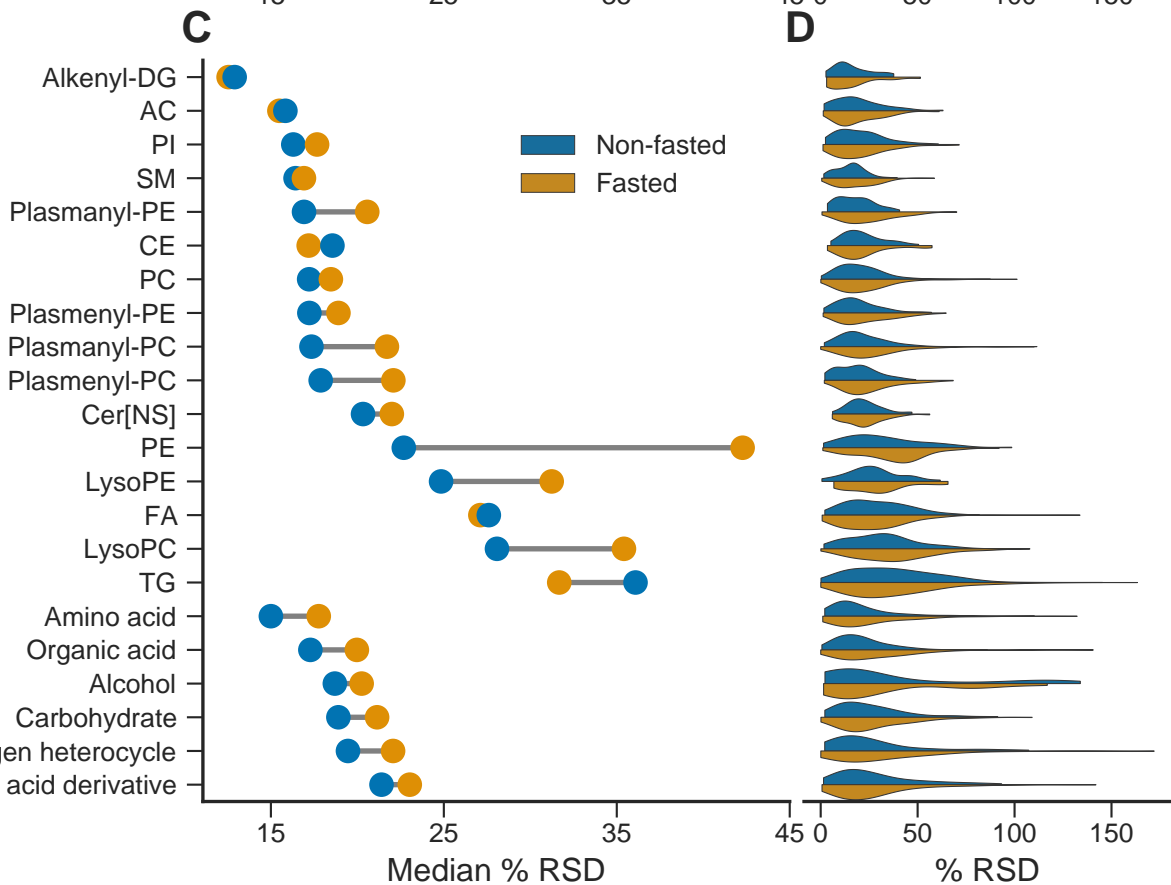 C
D
Alkenyl-DG
AC
PI
SM
Plasmanyl-PE
CE
PC
Plasmenyl-PE
Plasmanyl-PC
Plasmenyl-PC
Cer[NS]
PE
LysoPE
FA
LysoPC
TG
Amino acid
Organic acid
Alcohol
Carbohydrate
gen heterocycle
acid derivative
Non-fasted
Fasted
15 25 35 45
Median % RSD
0 50 100 150
% RSD